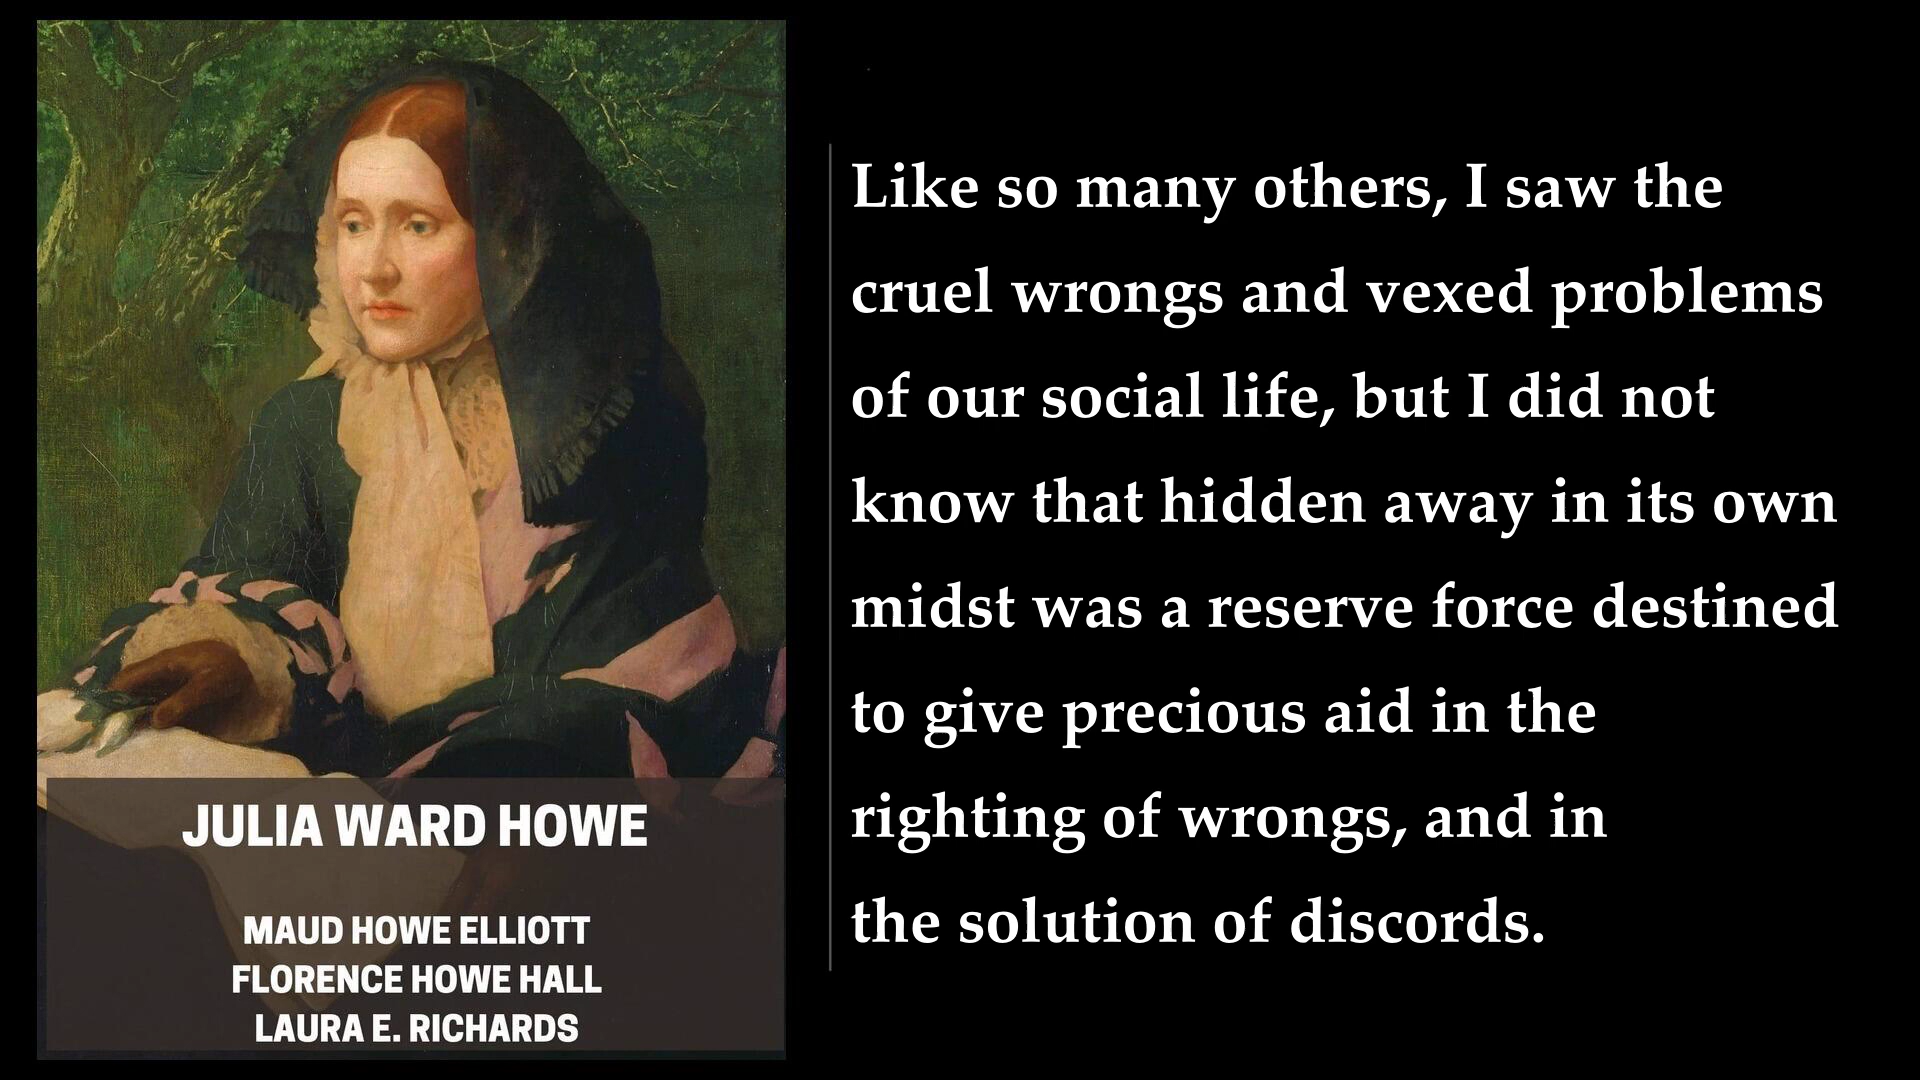 JULIA WARD HOWE
MAUD HOWE ELLIOTT
FLORENCE HOWE HALL
LAURA E. RICHARDS
Like so many others, I saw the
cruel wrongs and vexed problems
of our social life, but I did not
know that hidden away in its own
midst was a reserve force destined
to give precious aid in the
righting of wrongs, and in
the solution of discords.